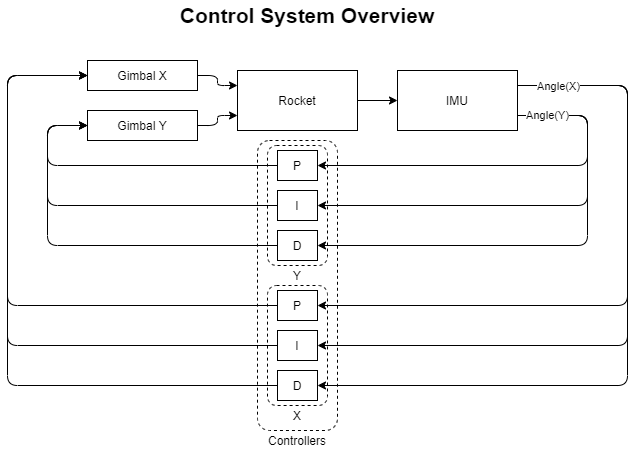 Control System Overview
Gimbal X
Gimbal Y
Rocket
IMU
Angle(X)
Angle(Y)
P
I
D
Y
P
I
D
X
Controllers